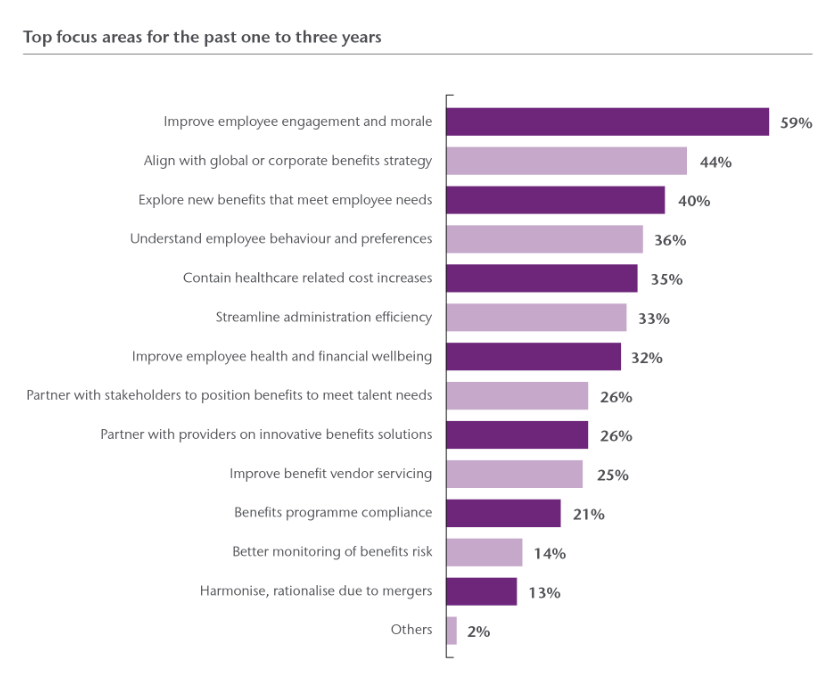 Top focus areas for the past one to three years
Improve employee engagement and morale 59%
Align with global or corporate benefits strategy 44%
Explore new benefits that meet employee needs 40%
Understand employee behaviour and preferences 36%
Contain healthcare related cost increases 35%
Streamline administration efficiency 33%
Improve employee health and financial wellbeing 32%
Partner with stakeholders to position benefits to meet talent needs 26%
Partner with providers on innovative benefits solutions 26%
Improve benefit vendor servicing 25%
Benefits programme compliance 21%
Better monitoring of benefits risk 14%
Harmonise, rationalise due to mergers 13%
Others 2%